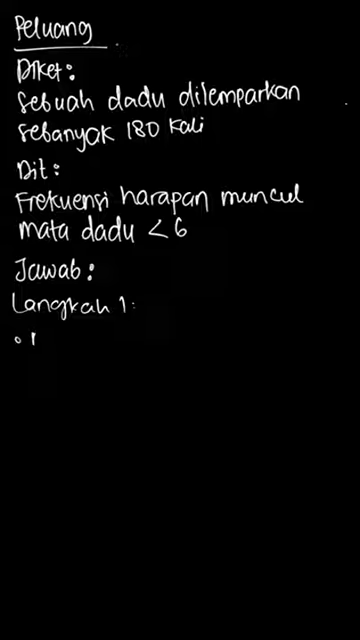 Peluang
Diket:
Sebuah dadu dilemparkan
sebanyak 180 kali
Dit:
Frekuensi harapan muncul
mata dadu < 6
Jawab:
Langkah 1: